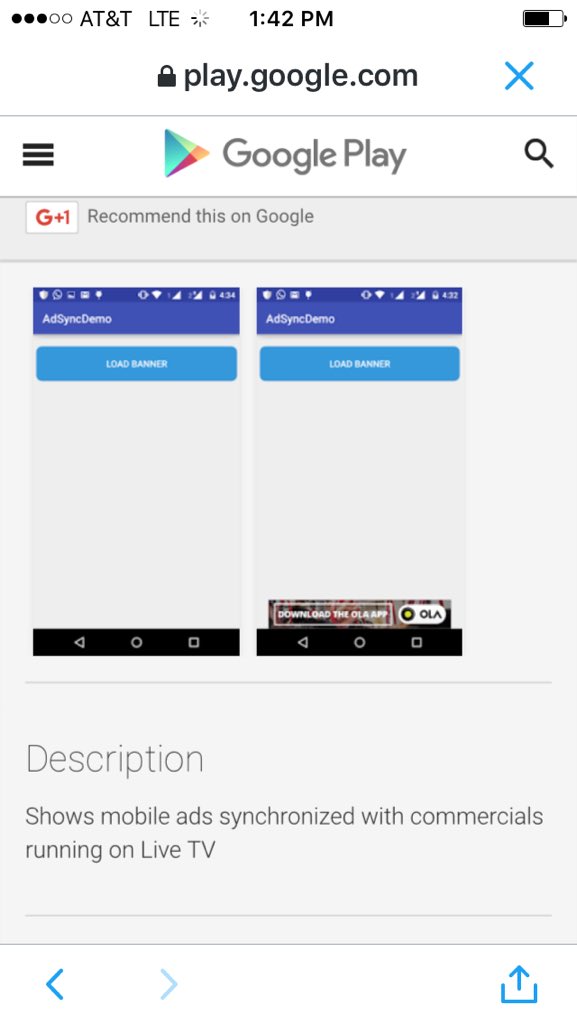 AT&T LTE 1:42 PM
play.google.com
Google Play
G+1 Recommend this on Google
4:34
AdSyncDemo
LOAD BANNER
4:32
AdSyncDemo
LOAD BANNER
DOWNLOAD THE OLA APP OLA
Description
Shows mobile ads synchronized with commercials
running on Live TV